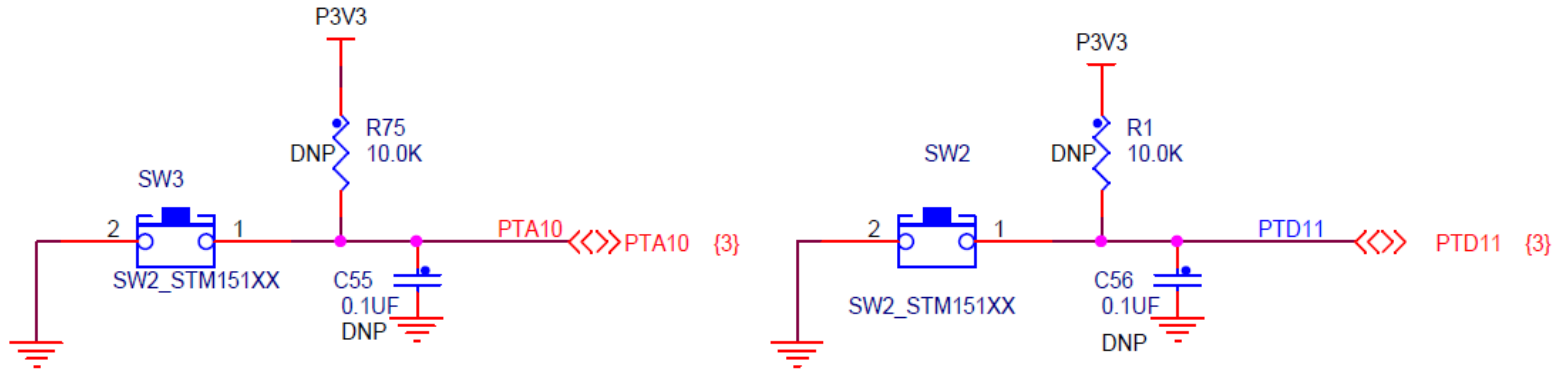 P3V3
R75
DNP 10.0K
SW3
2 1
SW2_STM151XX
PTA10
PTA10 {3}
C55
0.1UF
DNP
P3V3
R1
DNP 10.0K
SW2
2 1
SW2_STM151XX
PTD11
PTD11 {3}
C56
0.1UF
DNP